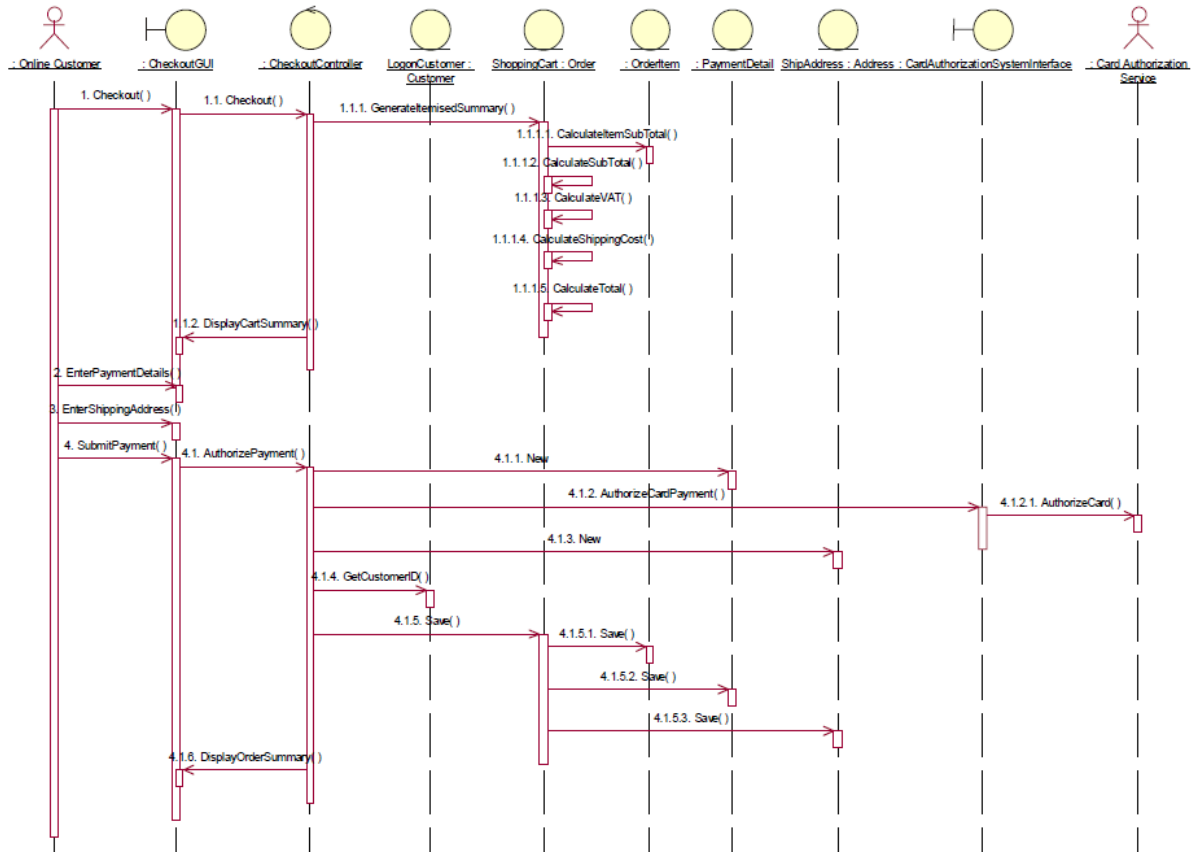 : Online Customer
: CheckoutGUI
: CheckoutController
LogonCustomer :
Customer
ShoppingCart : Order
: OrderItem
: PaymentDetail
ShipAddress : Address
: CardAuthorizationSystemInterface
: Card Authorization
Service
1. Checkout( )
1.1. Checkout( )
1.1.1. GenerateItemisedSummary( )
1.1.1.1. CalculateItemSubTotal( )
1.1.1.2. CalculateSubTotal( )
1.1.1.3. CalculateVAT( )
1.1.1.4. CalculateShippingCost( )
1.1.1.5. CalculateTotal( )
1.1.2. DisplayCartSummary( )
2. EnterPaymentDetails( )
3. EnterShippingAddress( )
4. SubmitPayment( )
4.1. AuthorizePayment( )
4.1.1. New
4.1.2. AuthorizeCardPayment( )
4.1.2.1. AuthorizeCard( )
4.1.3. New
4.1.4. GetCustomerID( )
4.1.5. Save( )
4.1.5.1. Save( )
4.1.5.2. Save( )
4.1.5.3. Save( )
4.1.6. DisplayOrderSummary( )